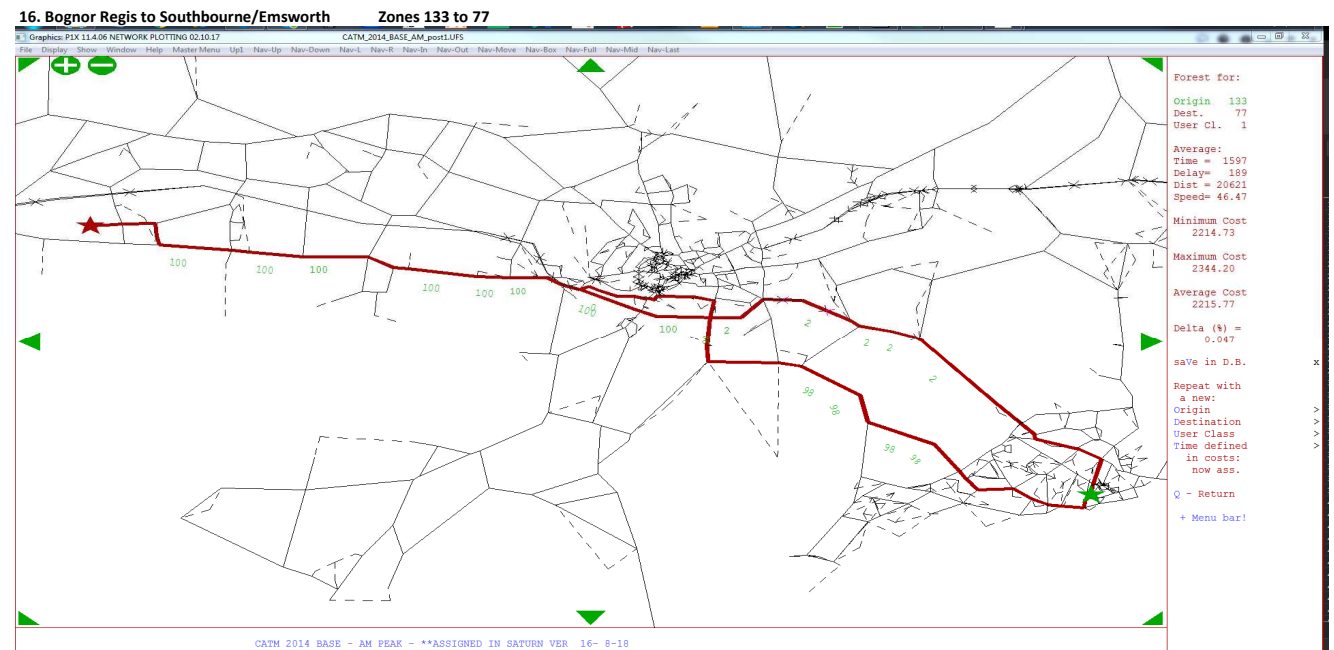 16. Bognor Regis to Southbourne/Emsworth Zones 133 to 77
Graphics: P1X 11.4.06 NETWORK PLOTTING 02.10.17 CATM_2014_BASE_AM_post1.UFS
File Display Show Window Help Master Menu Up1 Nav-Up Nav-Down Nav-L Nav-R Nav-In Nav-Out Nav-Move Nav-Box Nav-Full Nav-Mid Nav-Last
Forest for:
Origin 133
Dest. 77
User Cl. 1
Average:
Time = 1597
Delay= 189
Dist = 20621
Speed= 46.47
Minimum Cost
2214.73
Maximum Cost
2344.20
Average Cost
2215.77
Delta (%) =
0.047
saVe in D.B. x
Repeat with
a new:
Origin >
Destination >
User Class >
Time defined >
in costs:
now ass.
Q - Return
+ Menu bar!
100 100 100 100 100 100 100 100 2 2 2 2 2
98 98 98 98
CATM 2014 BASE - AM PEAK - **ASSIGNED IN SATURN VER 16- 8-18